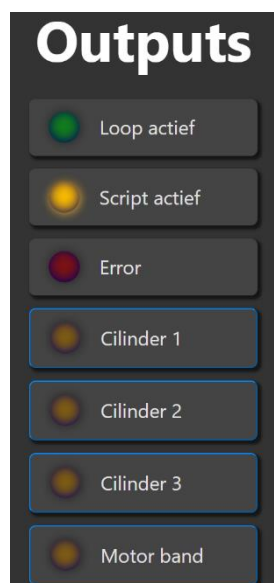 Outputs
Loop actief
Script actief
Error
Cilinder 1
Cilinder 2
Cilinder 3
Motor band